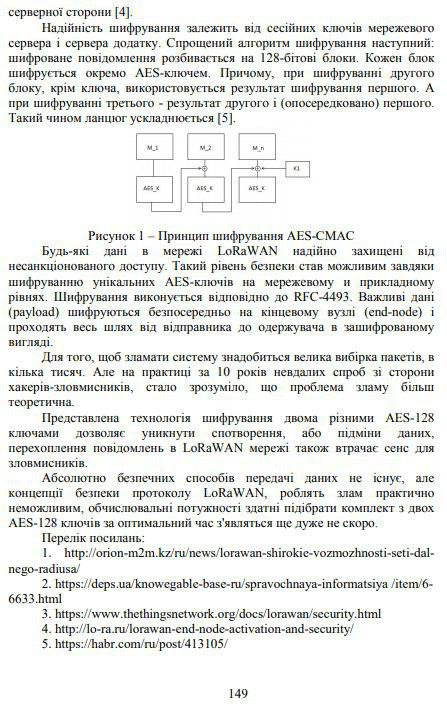 серверної сторони [4].
Надійність шифрування залежить від сесійних ключів мережевого
сервера і сервера додатку. Спрощений алгоритм шифрування наступний:
шифроване повідомлення розбивається на 128-бітові блоки. Кожен блок
шифрується окремо AES-ключем. Причому, при шифруванні другого
блоку, крім ключа, використовується результат шифрування першого. А
при шифруванні третього - результат другого і (опосередковано) першого.
Такий чином ланцюг ускладнюється [5].
M_1 M_2 M_n
K1
AES_K AES_K AES_K
Рисунок 1 – Принцип шифрування AES-CMAC
Будь-які дані в мережі LoRaWAN надійно захищені від
несанкціонованого доступу. Такий рівень безпеки став можливим завдяки
шифруванню унікальних AES-ключів на мережевому и прикладному
рівнях. Шифрування виконується відповідно до RFC-4493. Важливі дані
(payload) шифруються безпосередньо на кінцевому вузлі (end-node) і
проходять весь шлях від відправника до одержувача в зашифрованому
вигляді.
Для того, щоб зламати систему знадобиться велика вибірка пакетів, в
кілька тисяч. Але на практиці за 10 років невдалих спроб зі сторони
хакерів-зловмисників, стало зрозуміло, що проблема зламу більш
теоретична.
Представлена технологія шифрування двома різними AES-128
ключами дозволяє уникнути спотворення, або підміни даних,
перехоплення повідомлень в LoRaWAN мережі також втрачає сенс для
зловмисників.
Абсолютно безпечних способів передачі даних не існує, але
концепції безпеки протоколу LoRaWAN, роблять злам практично
неможливим, обчислювальні потужності здатні підібрати комплект з двох
AES-128 ключів за оптимальний час з'являться ще дуже не скоро.
Перелік посилань:
1. http://orion-m2m.kz/ru/news/lorawan-shirokie-vozmozhnosti-seti-dal-
nego-radiusa/
2. https://deps.ua/knowegable-base-ru/spravochnaya-informatsiya /item/6-
6633.html
3. https://www.thethingsnetwork.org/docs/lorawan/security.html
4. http://lo-ra.ru/lorawan-end-node-activation-and-security/
5. https://habr.com/ru/post/413105/
149